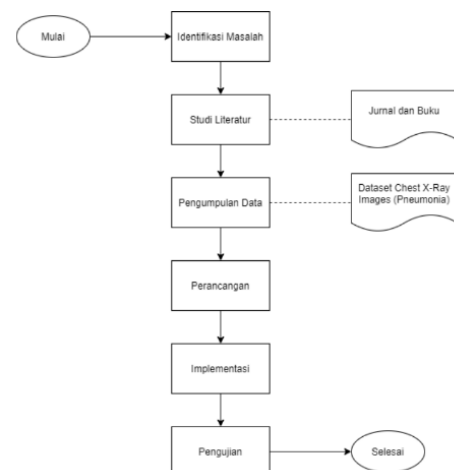 Mulai
Identifikasi Masalah
Studi Literatur
Jurnal dan Buku
Pengumpulan Data
Dataset Chest X-Ray
Images (Pneumonia)
Perancangan
Implementasi
Pengujian
Selesai